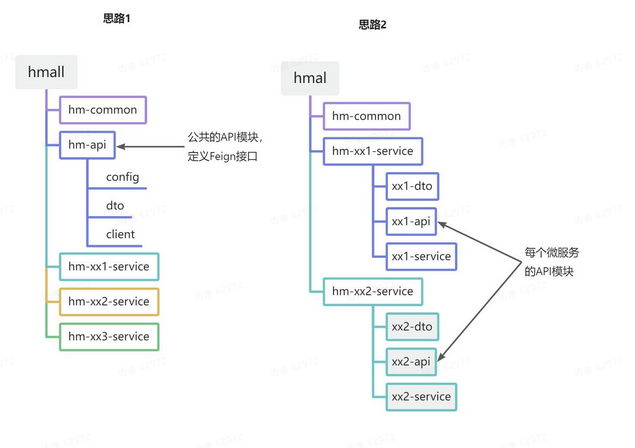 思路1
hmall
hm-common
hm-api
公共的API模块，
定义Feign接口
config
dto
client
hm-xx1-service
hm-xx2-service
hm-xx3-service
思路2
hmal
hm-common
hm-xx1-service
xx1-dto
xx1-api
xx1-service
每个微服务
的API模块
hm-xx2-service
xx2-dto
xx2-api
xx2-service